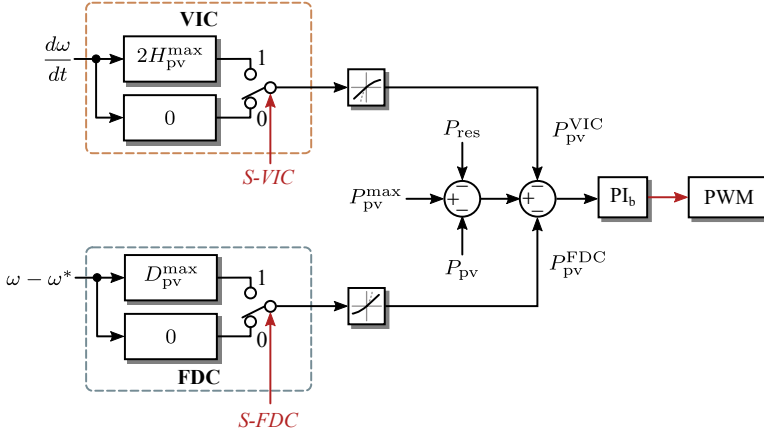 VIC
dω/dt
2H_pv^max
1
0
0
S-VIC
P_res
P_pv^VIC
P_pv^max
+
−
−
+
−
−
PI_b
PWM
P_pv
P_pv^FDC
ω − ω*
D_pv^max
1
0
0
FDC
S-FDC